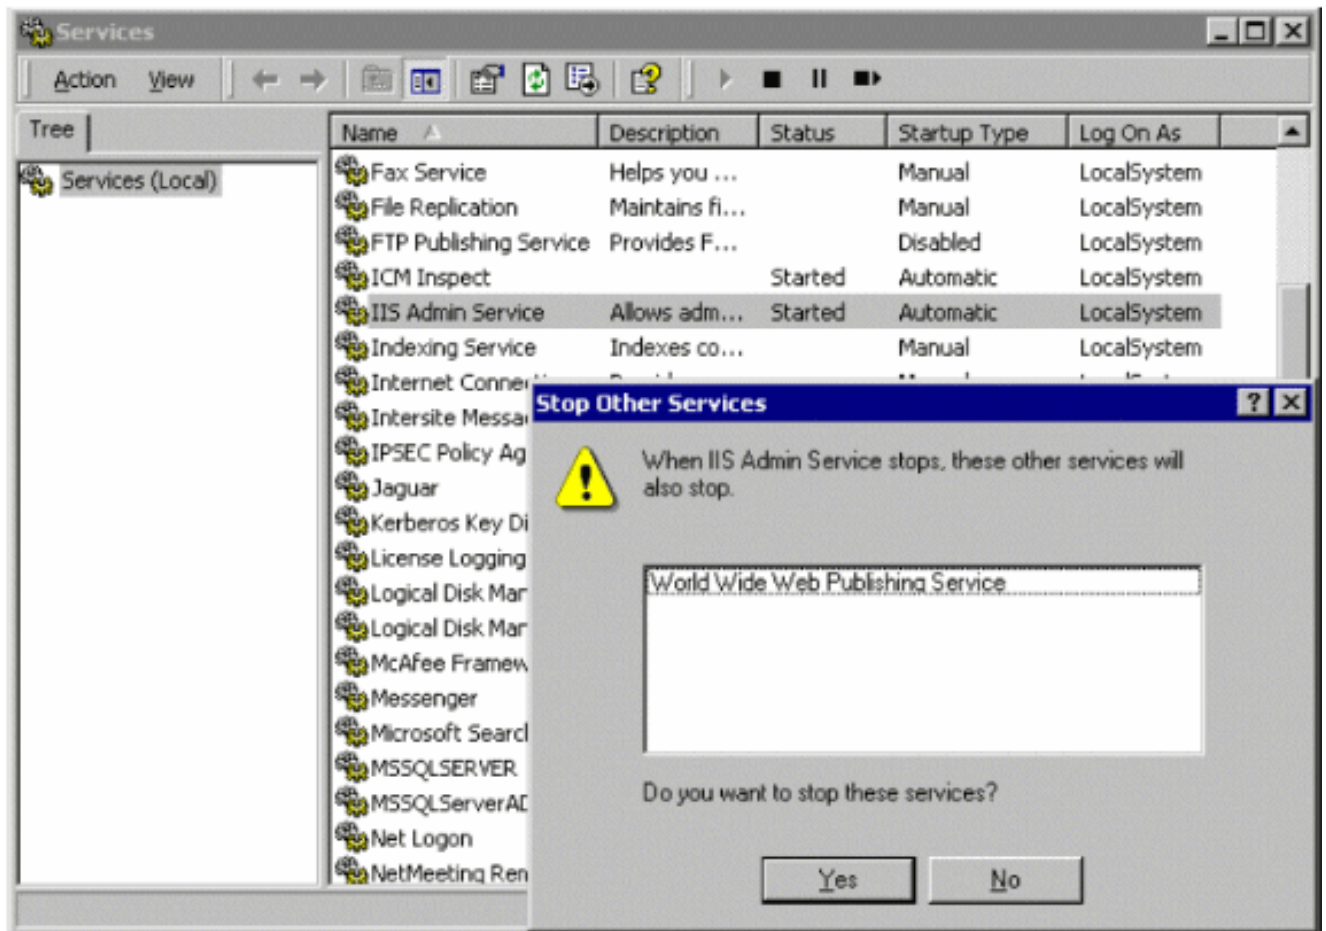 Services
Action View
Tree
Services (Local)
Name Description Status Startup Type Log On As
Fax Service Helps you ... Manual LocalSystem
File Replication Maintains fi... Manual LocalSystem
FTP Publishing Service Provides F... Disabled LocalSystem
ICM Inspect Started Automatic LocalSystem
IIS Admin Service Allows adm... Started Automatic LocalSystem
Indexing Service Indexes co... Manual LocalSystem
Internet
Intersite
IPSEC Policy Ag
Jaguar
Kerberos Key Di
License Logging
Logical Disk Mar
Logical Disk Mar
McAfee Framew
Messenger
Microsoft
MSSQLSERVER
MSSQLServerAD
Net Logon
NetMeeting Ren
Stop Other Services
When IIS Admin Service stops, these other services will
also stop.
World Wide Web Publishing Service
Do you want to stop these services?
Yes No